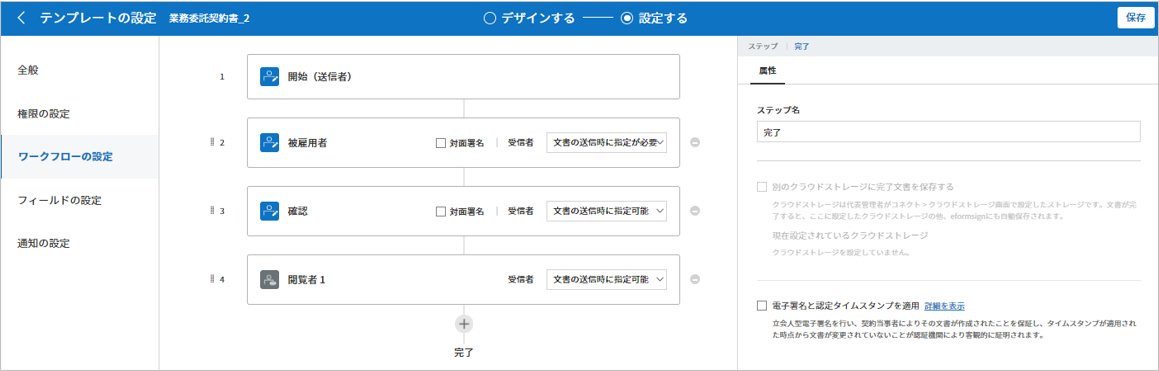 テンプレートの設定 業務委託契約書_2 デザインする 設定する 保存
全般
権限の設定
ワークフローの設定
フィールドの設定
通知の設定
1 開始（送信者）
2 被雇用者 対面署名 受信者 文書の送信時に指定が必要
3 確認 対面署名 受信者 文書の送信時に指定可能
4 閲覧者 1 受信者 文書の送信時に指定可能
完了
ステップ 完了
属性
ステップ名
完了
別のクラウドストレージに完了文書を保存する
クラウドストレージは代表管理者がコネクト＞クラウドストレージ画面で設定したストレージです。文書が完
了すると、ここに設定したクラウドストレージの他、eformsignにも自動保存されます。
現在設定されているクラウドストレージ
クラウドストレージを設定していません。
電子署名と認定タイムスタンプを適用 詳細を表示
立会人型電子署名を行い、契約当事者によりその文書が作成されたことを保証し、タイムスタンプが適用され
た時点から文書が変更されていないことが認証機関により客観的に証明されます。